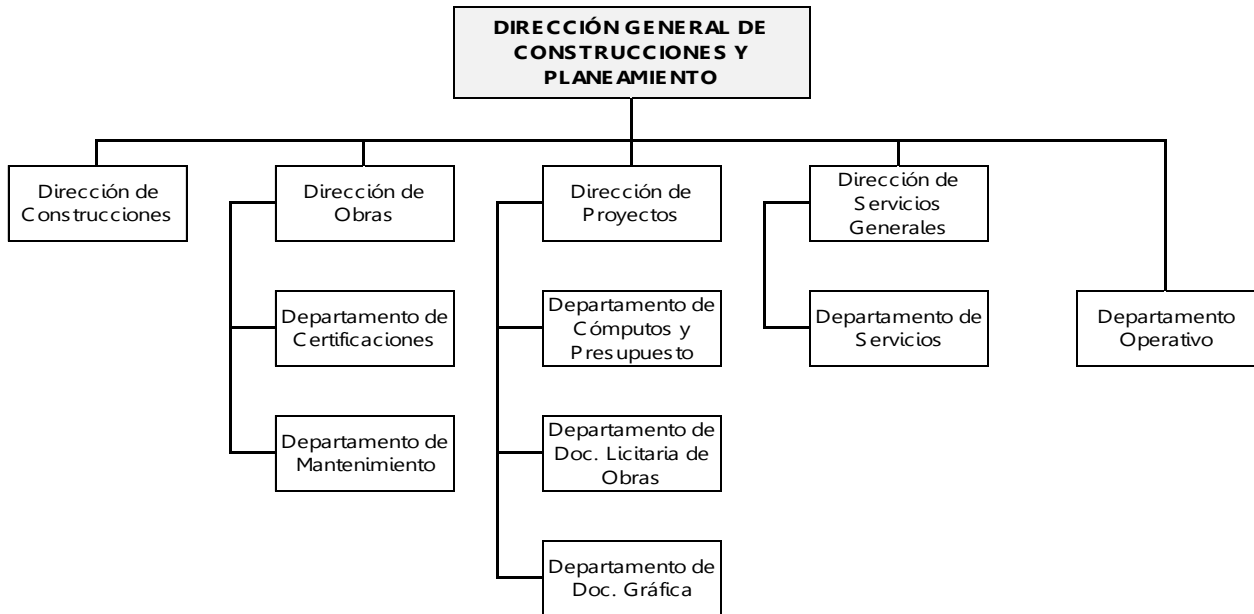 DIRECCIÓN GENERAL DE
CONSTRUCCIONES Y
PLANEAMIENTO
Dirección de
Construcciones
Dirección de
Obras
Dirección de
Proyectos
Dirección de
Servicios
Generales
Departamento de
Certificaciones
Departamento de
Cómputos y
Presupuesto
Departamento de
Servicios
Departamento
Operativo
Departamento de
Mantenimiento
Departamento de
Doc. Licitaria de
Obras
Departamento de
Doc. Gráfica